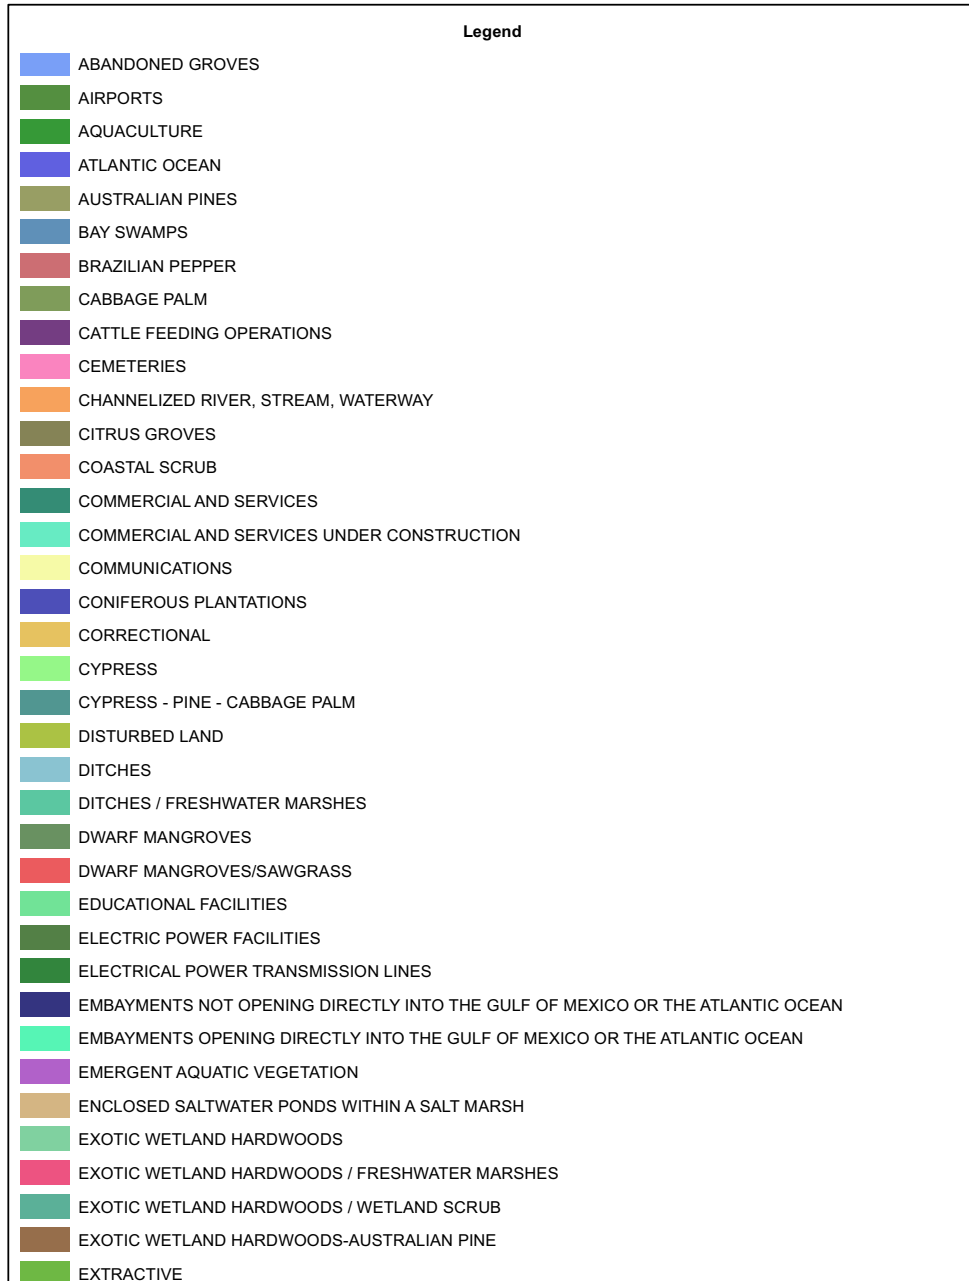 Legend
ABANDONED GROVES
AIRPORTS
AQUACULTURE
ATLANTIC OCEAN
AUSTRALIAN PINES
BAY SWAMPS
BRAZILIAN PEPPER
CABBAGE PALM
CATTLE FEEDING OPERATIONS
CEMETERIES
CHANNELIZED RIVER, STREAM, WATERWAY
CITRUS GROVES
COASTAL SCRUB
COMMERCIAL AND SERVICES
COMMERCIAL AND SERVICES UNDER CONSTRUCTION
COMMUNICATIONS
CONIFEROUS PLANTATIONS
CORRECTIONAL
CYPRESS
CYPRESS - PINE - CABBAGE PALM
DISTURBED LAND
DITCHES
DITCHES / FRESHWATER MARSHES
DWARF MANGROVES
DWARF MANGROVES/SAWGRASS
EDUCATIONAL FACILITIES
ELECTRIC POWER FACILITIES
ELECTRICAL POWER TRANSMISSION LINES
EMBAYMENTS NOT OPENING DIRECTLY INTO THE GULF OF MEXICO OR THE ATLANTIC OCEAN
EMBAYMENTS OPENING DIRECTLY INTO THE GULF OF MEXICO OR THE ATLANTIC OCEAN
EMERGENT AQUATIC VEGETATION
ENCLOSED SALTWATER PONDS WITHIN A SALT MARSH
EXOTIC WETLAND HARDWOODS
EXOTIC WETLAND HARDWOODS / FRESHWATER MARSHES
EXOTIC WETLAND HARDWOODS / WETLAND SCRUB
EXOTIC WETLAND HARDWOODS-AUSTRALIAN PINE
EXTRACTIVE